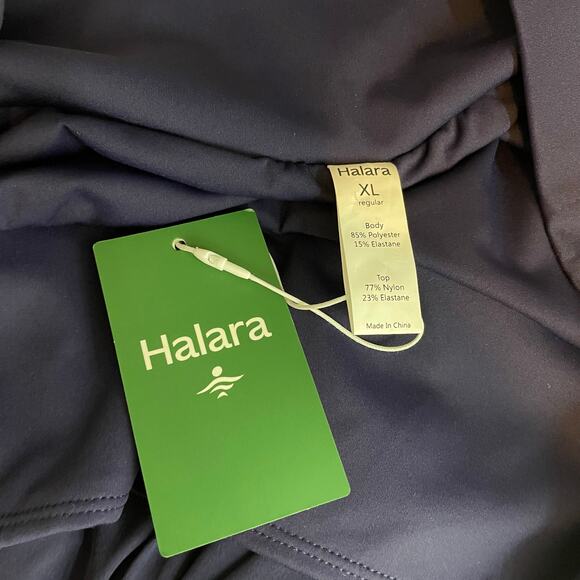 Halara
XL
regular
Body
85% Polyester
15% Elastane
Top
77% Nylon
23% Elastane
Made In China
Halara